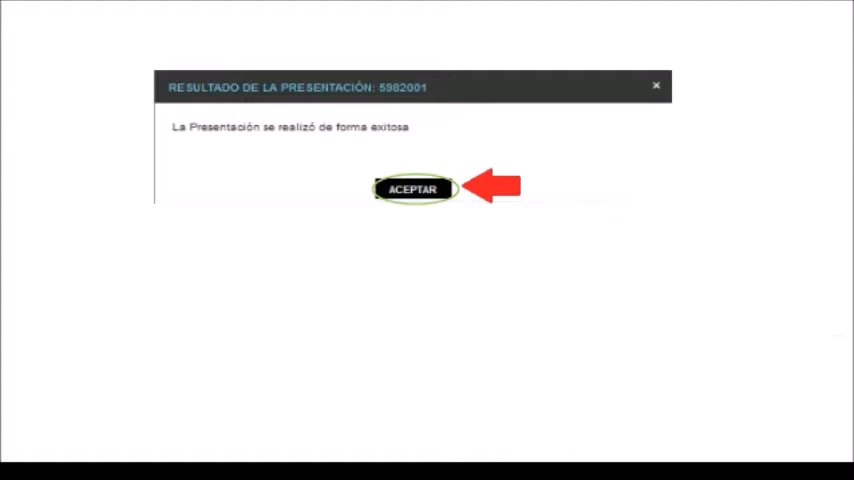 RESULTADO DE LA PRESENTACIÓN: 5982001
La Presentación se realizó de forma exitosa
ACEPTAR